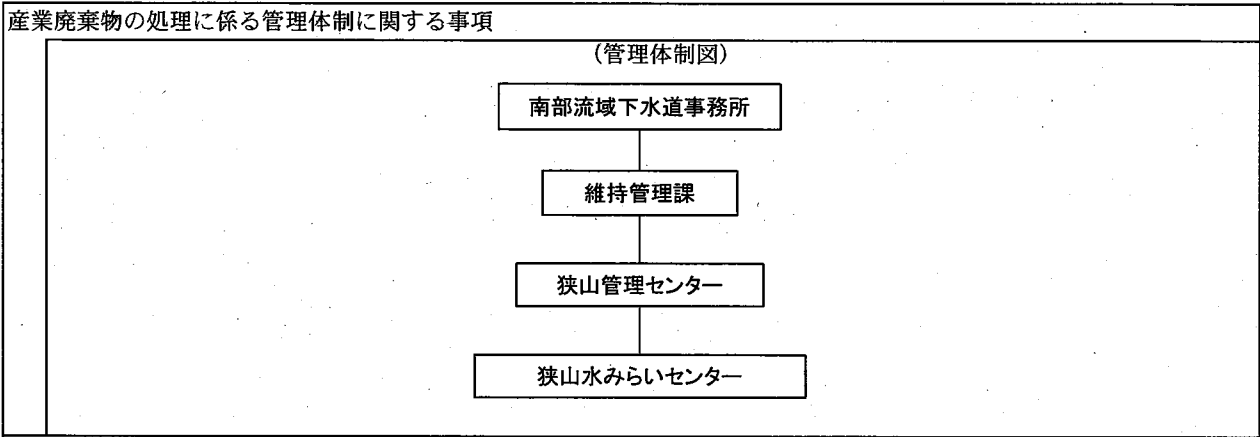 産業廃棄物の処理に係る管理体制に関する事項
（管理体制図）
南部流域下水道事務所
維持管理課
狭山管理センター
狭山水みらいセンター